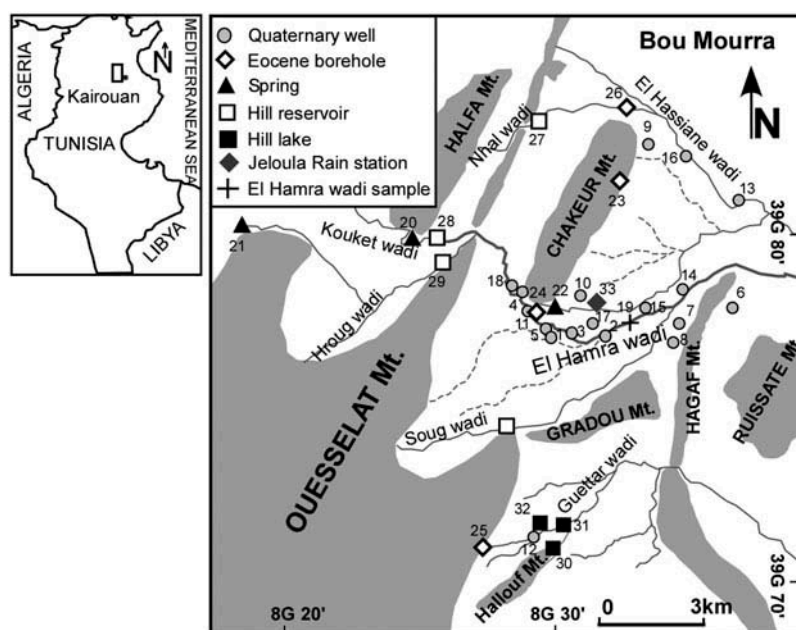 ALGERIA
MEDITERRANEAN SEA
N
Kairouan
TUNISIA
LIBYA
Quaternary well
Eocene borehole
Spring
Hill reservoir
Hill lake
Jeloula Rain station
El Hamra wadi sample
Bou Mourra
N
HALFA Mt.
N'hal wadi
27
26
El Hassiane wadi
9
16
13
CHAKEUR Mt.
23
39G 80'
21
20
28
Kouket wadi
29
Hroug wadi
18
24
22
10
33
14
4
11
5
1
3
17
2
19
15
7
6
8
El Hamra wadi
HAGAF Mt.
RUISSATE Mt.
OUESSELAT Mt.
Soug wadi
GRADOU Mt.
Guettar wadi
32
31
25
12
30
Hallouf Mt.
39G 70'
8G 20'
8G 30'
0 3km